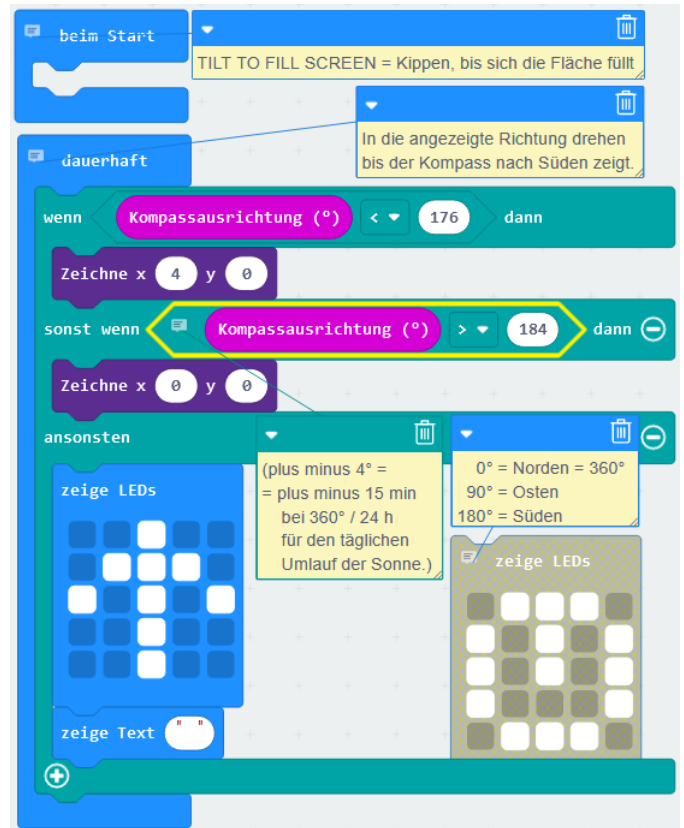 beim Start
TILT TO FILL SCREEN = Kippen, bis sich die Fläche füllt
In die angezeigte Richtung drehen
bis der Kompass nach Süden zeigt.
dauerhaft
wenn Kompassausrichtung (º) < 176 dann
Zeichne x 4 y 0
sonst wenn Kompassausrichtung (º) > 184 dann
Zeichne x 0 y 0
ansonsten
zeige LEDs
(plus minus 4° =
= plus minus 15 min
bei 360° / 24 h
für den täglichen
Umlauf der Sonne.)
0° = Norden = 360°
90° = Osten
180° = Süden
zeige LEDs
zeige Text " "